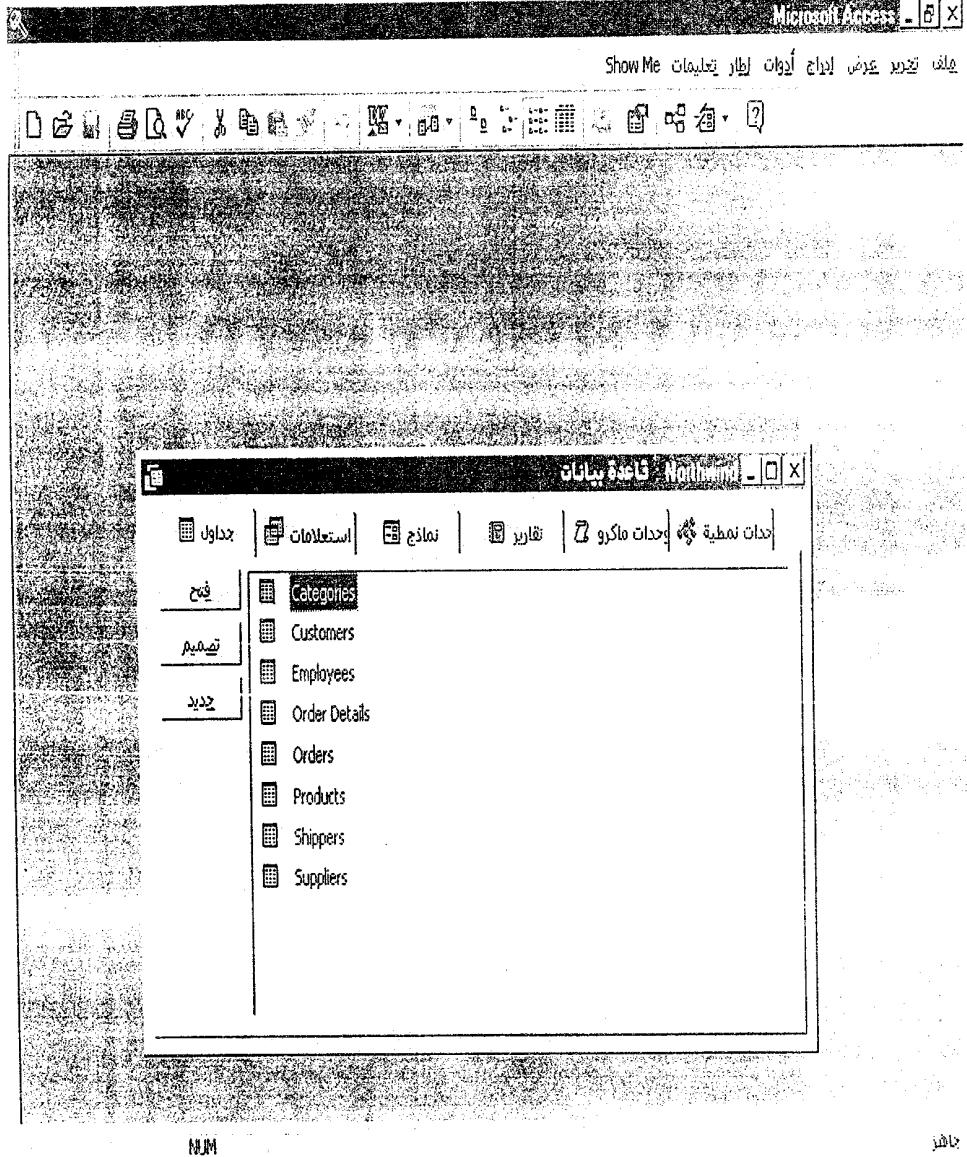 Microsoft Access
ملف تحرير عرض إدراج أدوات إطار تعليمات Show Me
Northwind قاعدة بيانات
جداول استعلامات نماذج تقارير وحدات ماكرو حدات نمطية
فتح
تصميم
جديد
Categories
Customers
Employees
Order Details
Orders
Products
Shippers
Suppliers
جاهز NUM